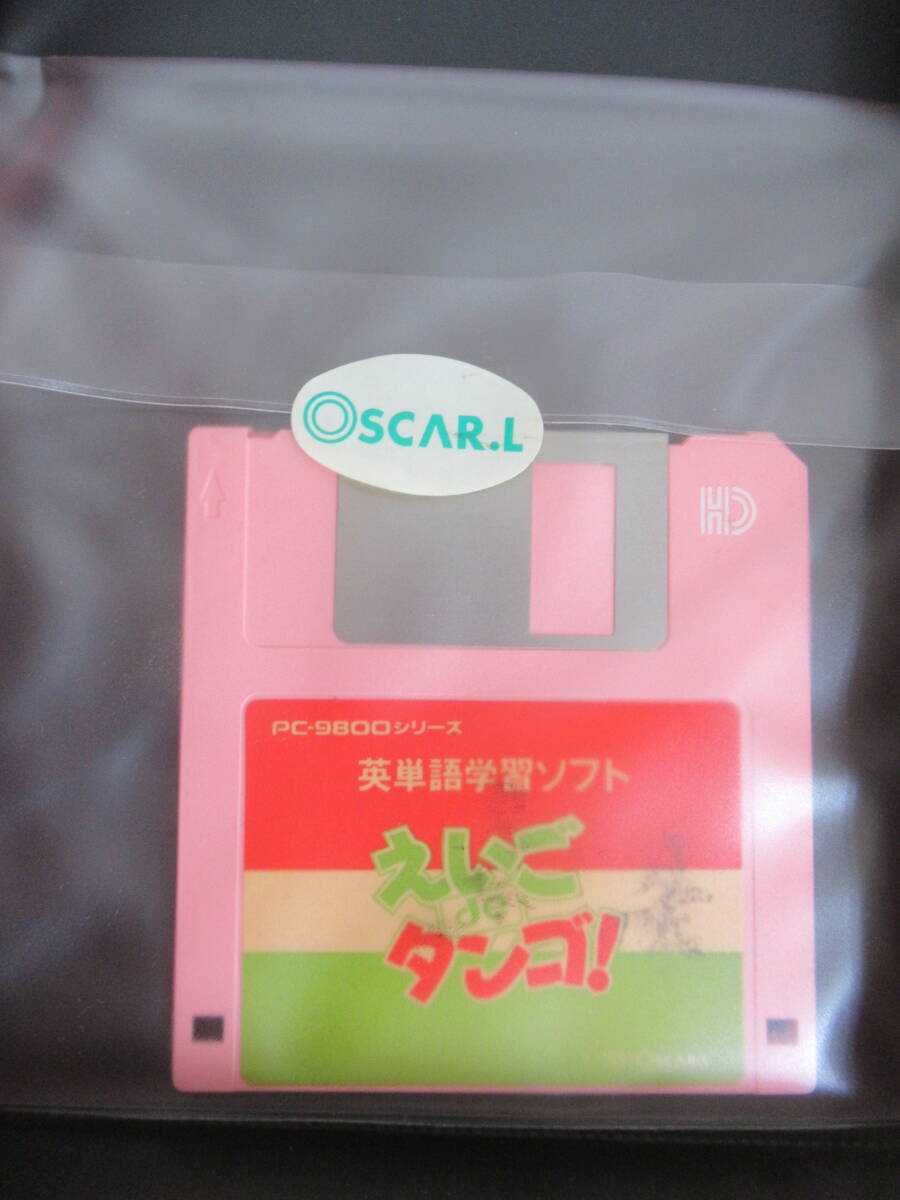 OSCAR.L
HD
PC-9800シリーズ
英単語学習ソフト
えいご
de
タンゴ!